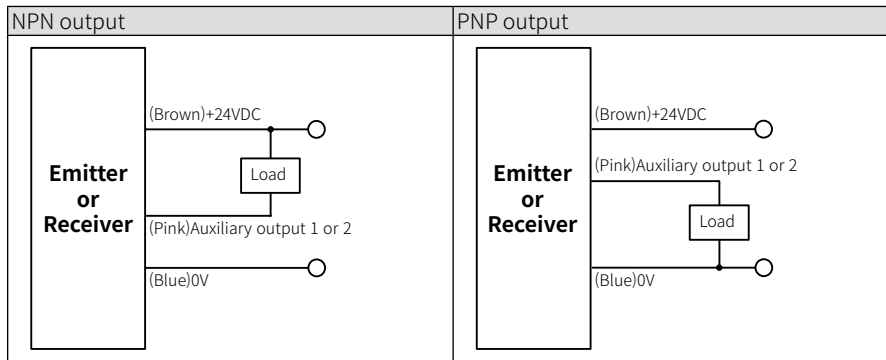 NPN output
PNP output
(Brown)+24VDC
Load
Emitter
or
Receiver
(Pink)Auxiliary output 1 or 2
(Blue)0V
(Brown)+24VDC
(Pink)Auxiliary output 1 or 2
Emitter
or
Receiver
Load
(Blue)0V